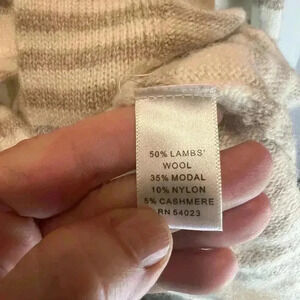 50% LAMBS'
WOOL
35% MODAL
10% NYLON
5% CASHMERE
RN 54023